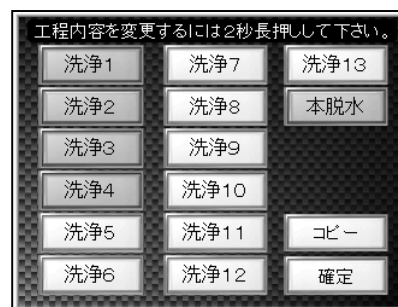 工程内容を変更するには2秒長押しして下さい。
洗浄1 洗浄7 洗浄13
洗浄2 洗浄8 本脱水
洗浄3 洗浄9
洗浄4 洗浄10
洗浄5 洗浄11 コピー
洗浄6 洗浄12 確定